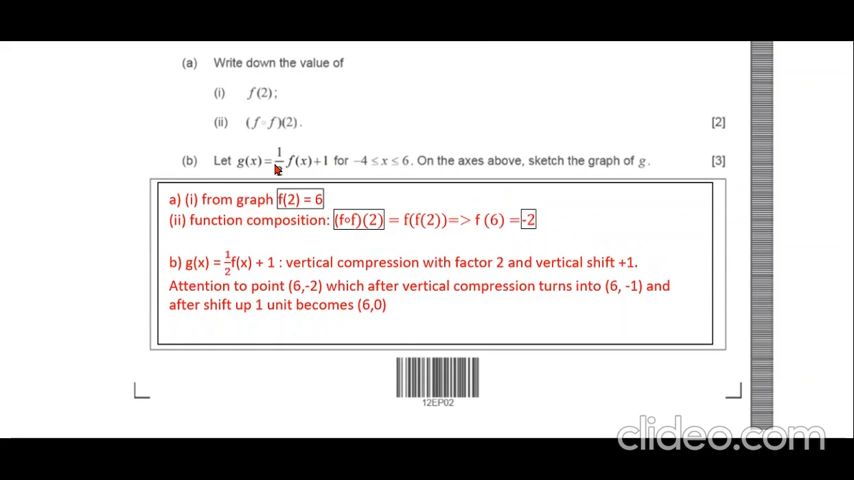 (a) Write down the value of
(i) f(2);
(ii) (f∘f)(2). [2]
(b) Let g(x)=1/ f(x)+1 for −4 ≤ x ≤ 6. On the axes above, sketch the graph of g. [3]
a) (i) from graph f(2) = 6
(ii) function composition: (f∘f)(2) = f(f(2))=> f (6) = -2
b) g(x) = 1/2f(x) + 1 : vertical compression with factor 2 and vertical shift +1.
Attention to point (6,-2) which after vertical compression turns into (6, -1) and
after shift up 1 unit becomes (6,0)
12EP02
clideo.com